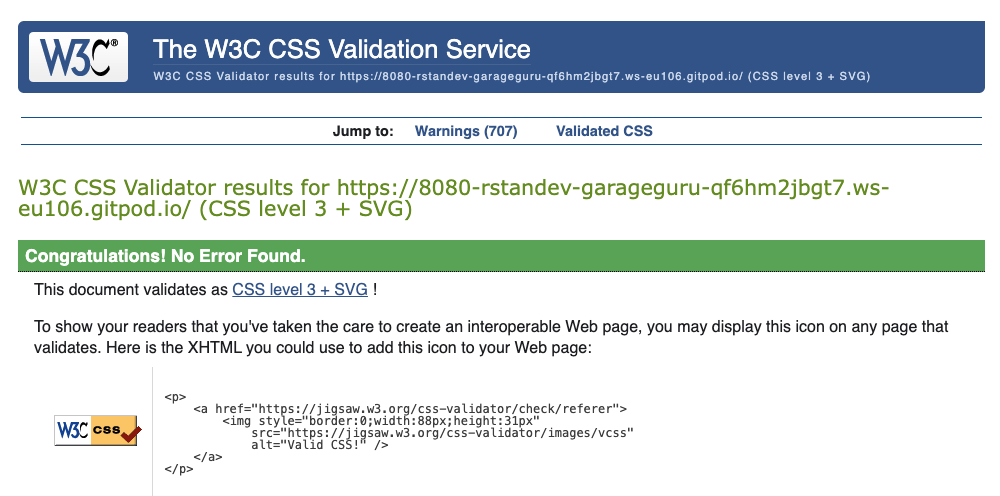 W3C®
The W3C CSS Validation Service
W3C CSS Validator results for https://8080-rstandev-garageguru-qf6hm2jbgt7.ws-eu106.gitpod.io/ (CSS level 3 + SVG)
Jump to: Warnings (707) Validated CSS
W3C CSS Validator results for https://8080-rstandev-garageguru-qf6hm2jbgt7.ws-
eu106.gitpod.io/ (CSS level 3 + SVG)
Congratulations! No Error Found.
This document validates as CSS level 3 + SVG !
To show your readers that you've taken the care to create an interoperable Web page, you may display this icon on any page that
validates. Here is the XHTML you could use to add this icon to your Web page:
W3C css
<p>
    <a href="https://jigsaw.w3.org/css-validator/check/referer">
        <img style="border:0;width:88px;height:31px"
            src="https://jigsaw.w3.org/css-validator/images/vcss"
            alt="Valid CSS!" />
    </a>
</p>